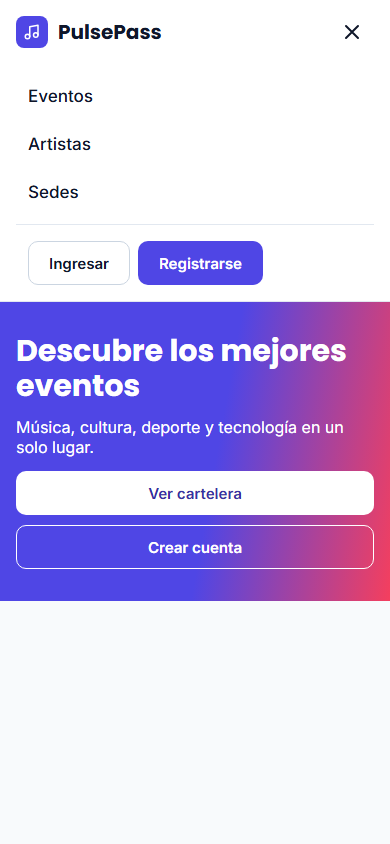 PulsePass
Eventos
Artistas
Sedes
Ingresar
Registrarse
Descubre los mejores
eventos
Música, cultura, deporte y tecnología en un
solo lugar.
Ver cartelera
Crear cuenta